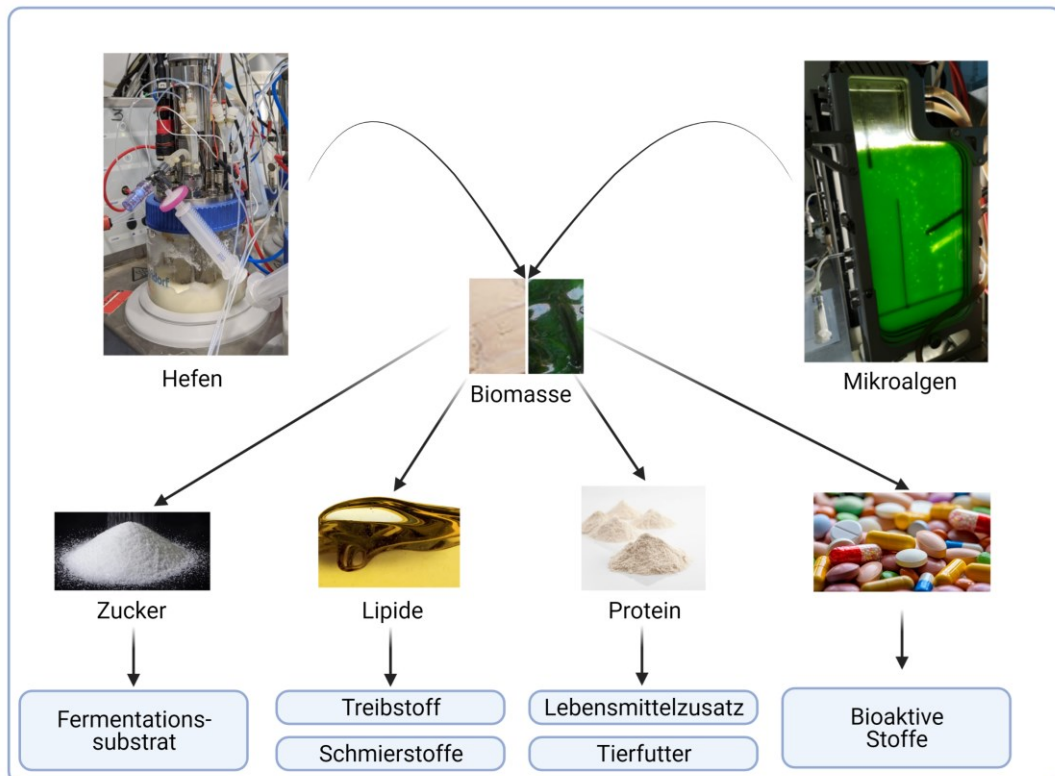 Hefen
Mikroalgen
Biomasse
Zucker
Lipide
Protein
Fermentations-
substrat
Treibstoff
Schmierstoffe
Lebensmittelzusatz
Tierfutter
Bioaktive
Stoffe